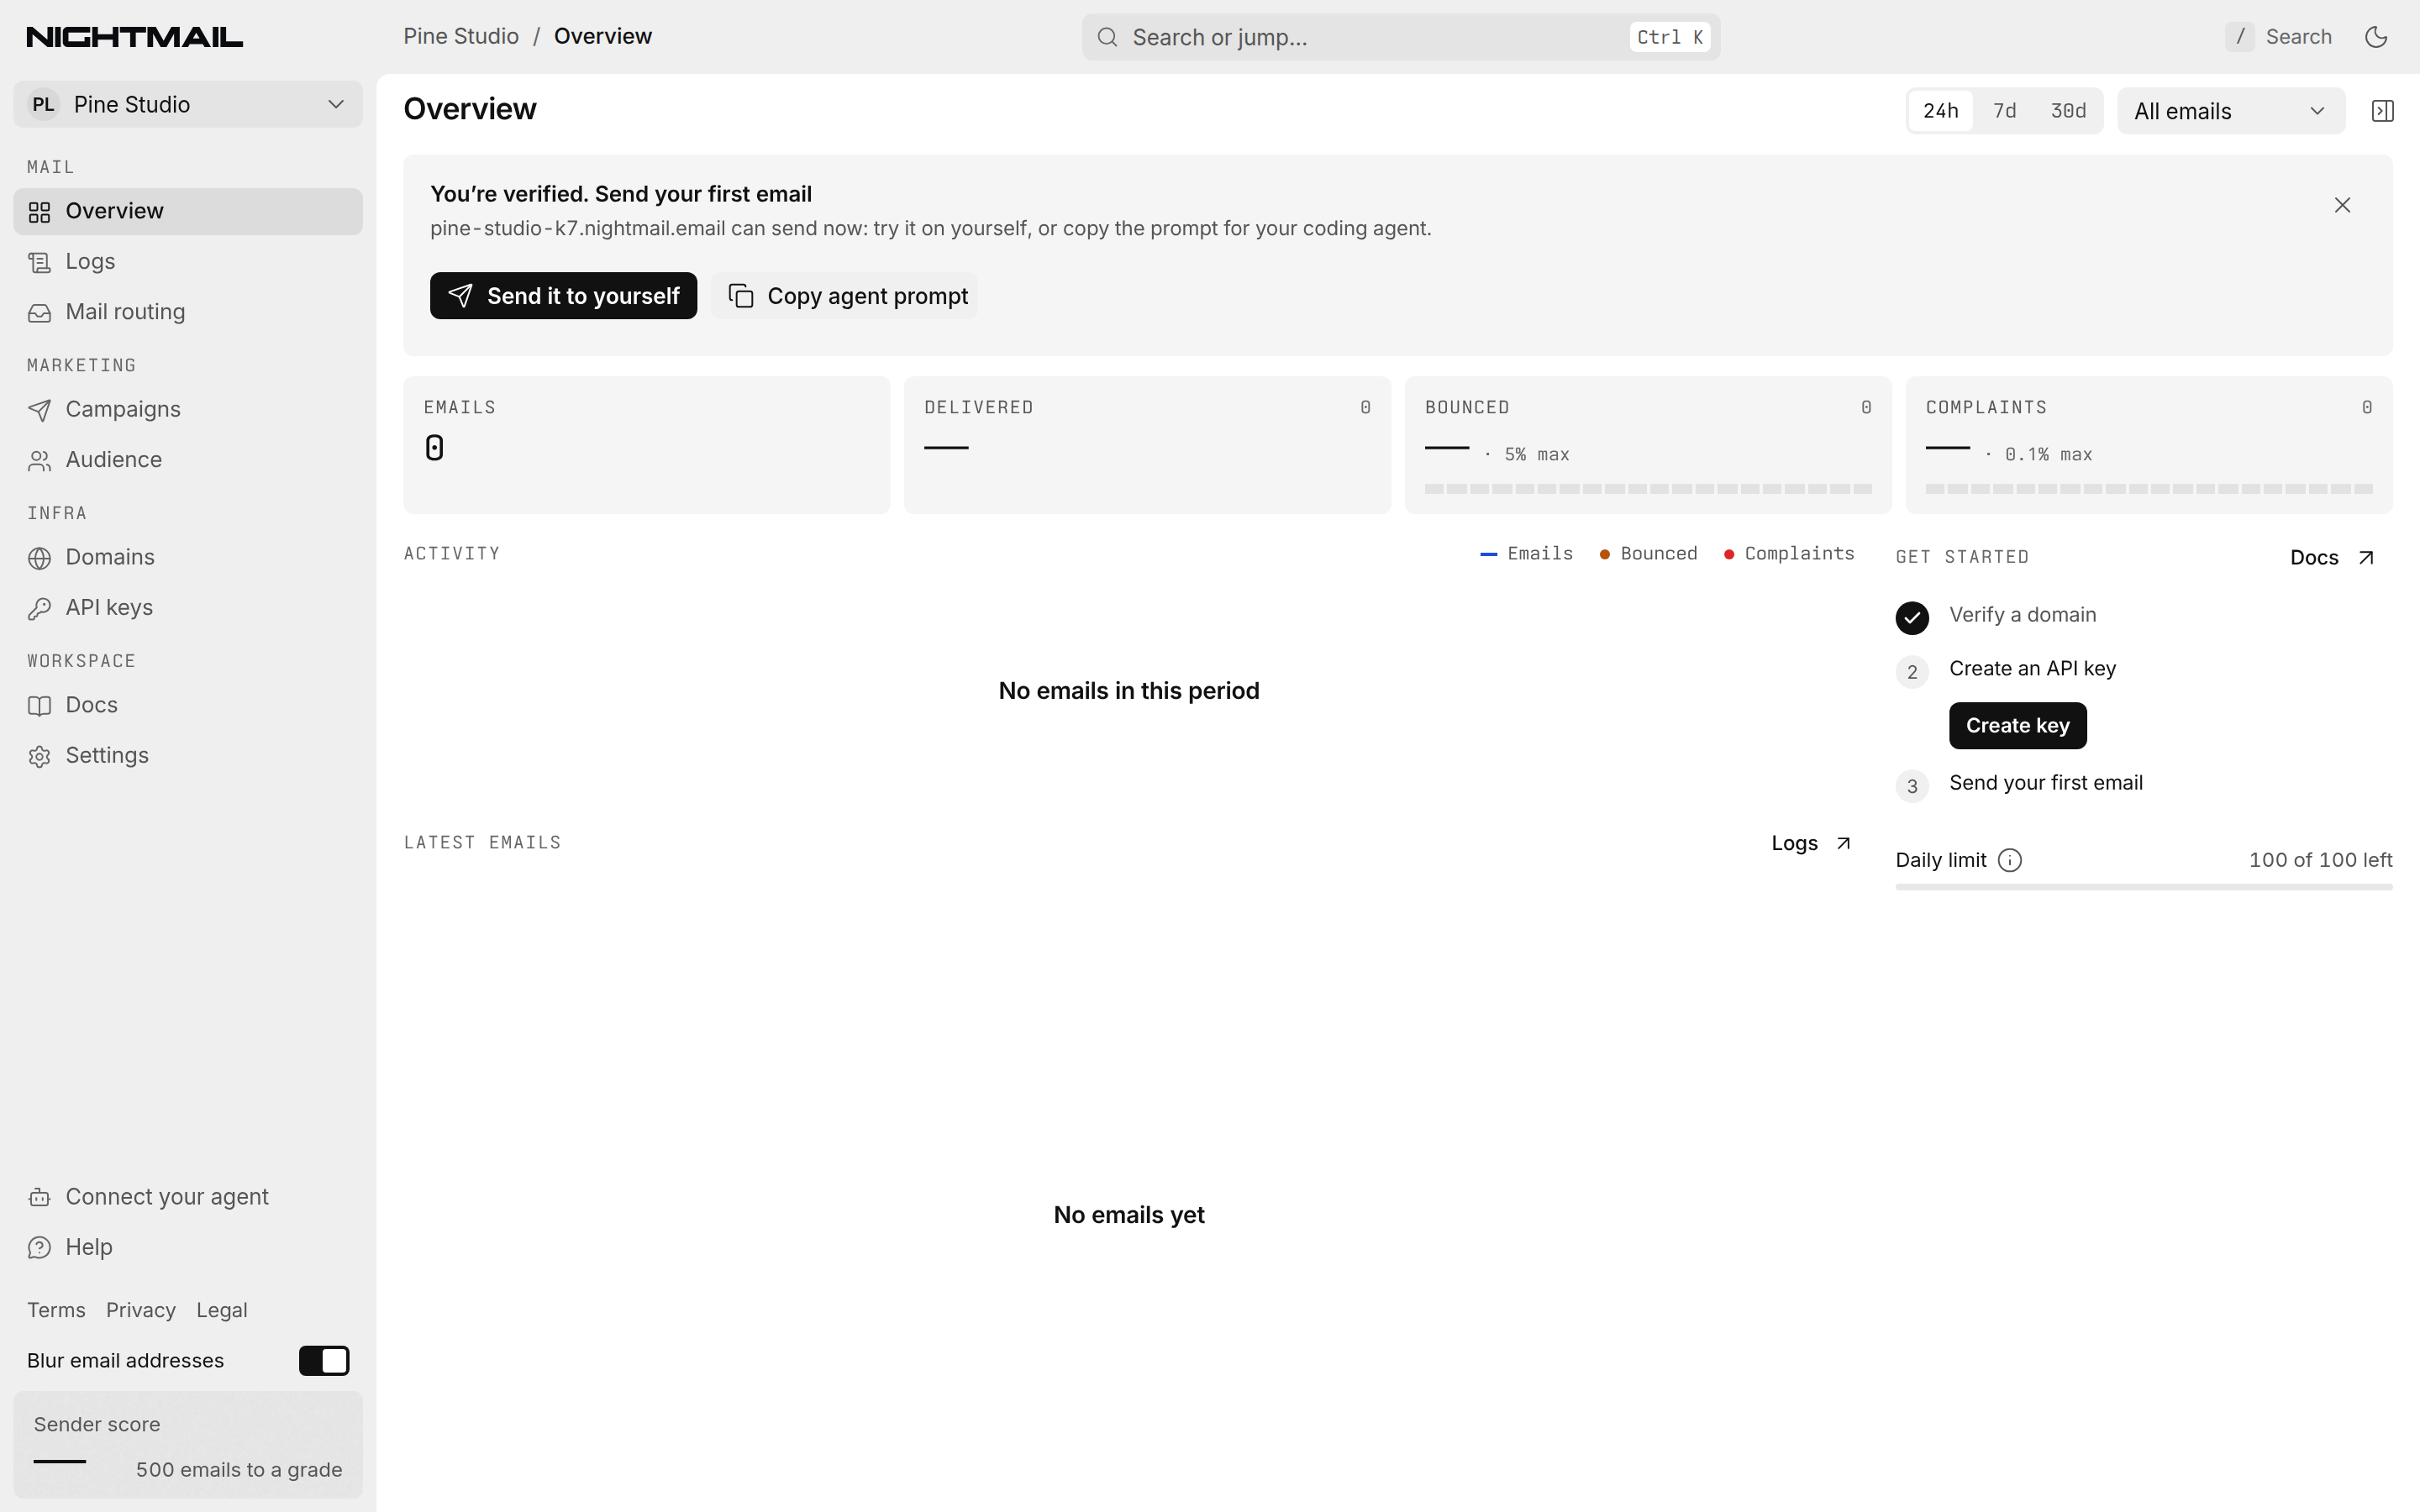 NIGHTMAIL
Pine Studio / Overview
Search or jump...
Ctrl K
/ Search
PL Pine Studio
MAIL
Overview
Logs
Mail routing
MARKETING
Campaigns
Audience
INFRA
Domains
API keys
WORKSPACE
Docs
Settings
Connect your agent
Help
Terms Privacy Legal
Blur email addresses
Sender score
— 500 emails to a grade
Overview
24h 7d 30d
All emails
You’re verified. Send your first email
pine-studio-k7.nightmail.email can send now: try it on yourself, or copy the prompt for your coding agent.
Send it to yourself
Copy agent prompt
EMAILS
0
DELIVERED 0
—
BOUNCED 0
— · 5% max
COMPLAINTS 0
— · 0.1% max
ACTIVITY
Emails Bounced Complaints
No emails in this period
LATEST EMAILS
Logs
No emails yet
GET STARTED
Docs
Verify a domain
2 Create an API key
Create key
3 Send your first email
Daily limit 100 of 100 left